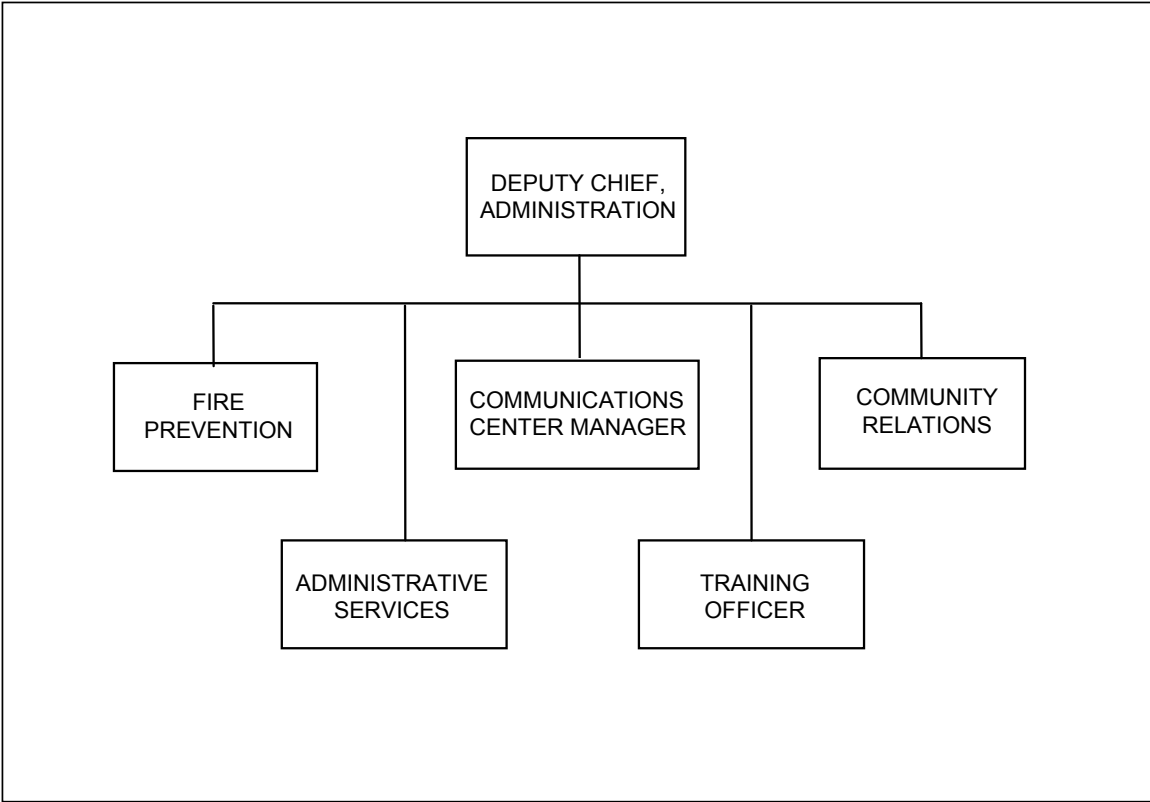 DEPUTY CHIEF,
ADMINISTRATION
FIRE
PREVENTION
COMMUNICATIONS
CENTER MANAGER
COMMUNITY
RELATIONS
ADMINISTRATIVE
SERVICES
TRAINING
OFFICER